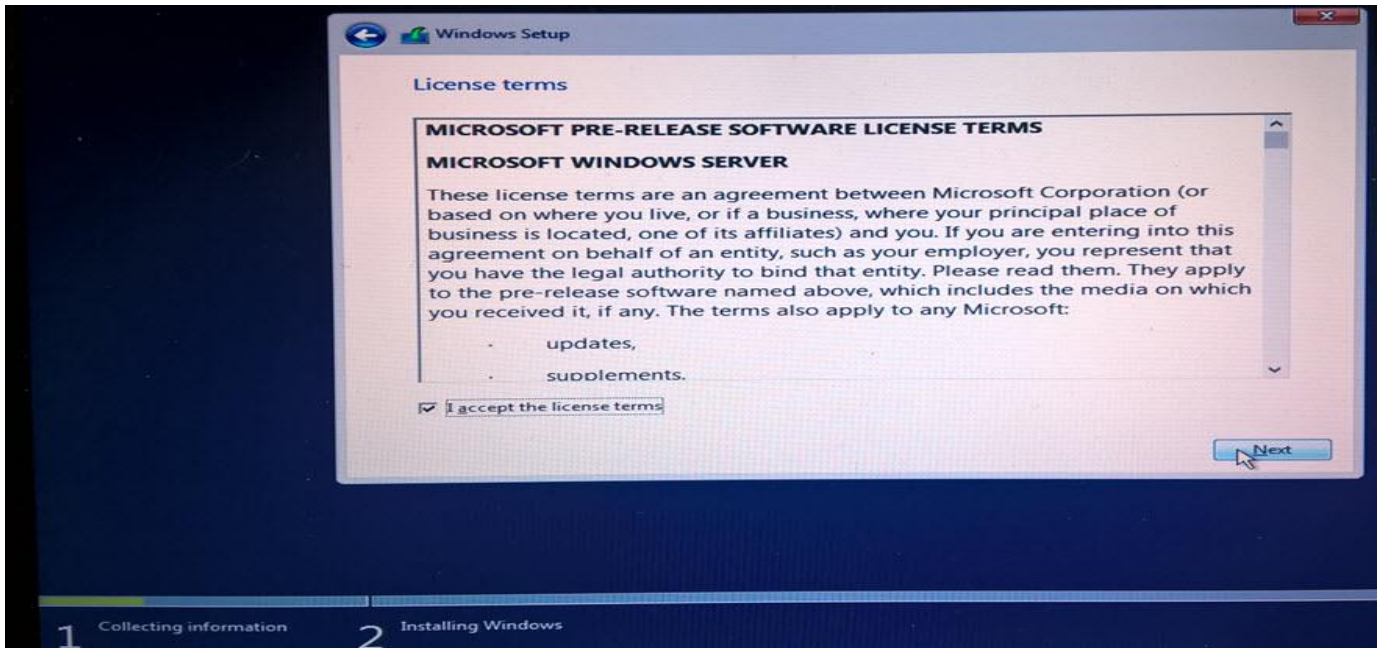 Windows Setup
License terms
MICROSOFT PRE-RELEASE SOFTWARE LICENSE TERMS
MICROSOFT WINDOWS SERVER
These license terms are an agreement between Microsoft Corporation (or
based on where you live, or if a business, where your principal place of
business is located, one of its affiliates) and you. If you are entering into this
agreement on behalf of an entity, such as your employer, you represent that
you have the legal authority to bind that entity. Please read them. They apply
to the pre-release software named above, which includes the media on which
you received it, if any. The terms also apply to any Microsoft:
· updates,
· supplements.
I accept the license terms
Next
1 Collecting information 2 Installing Windows